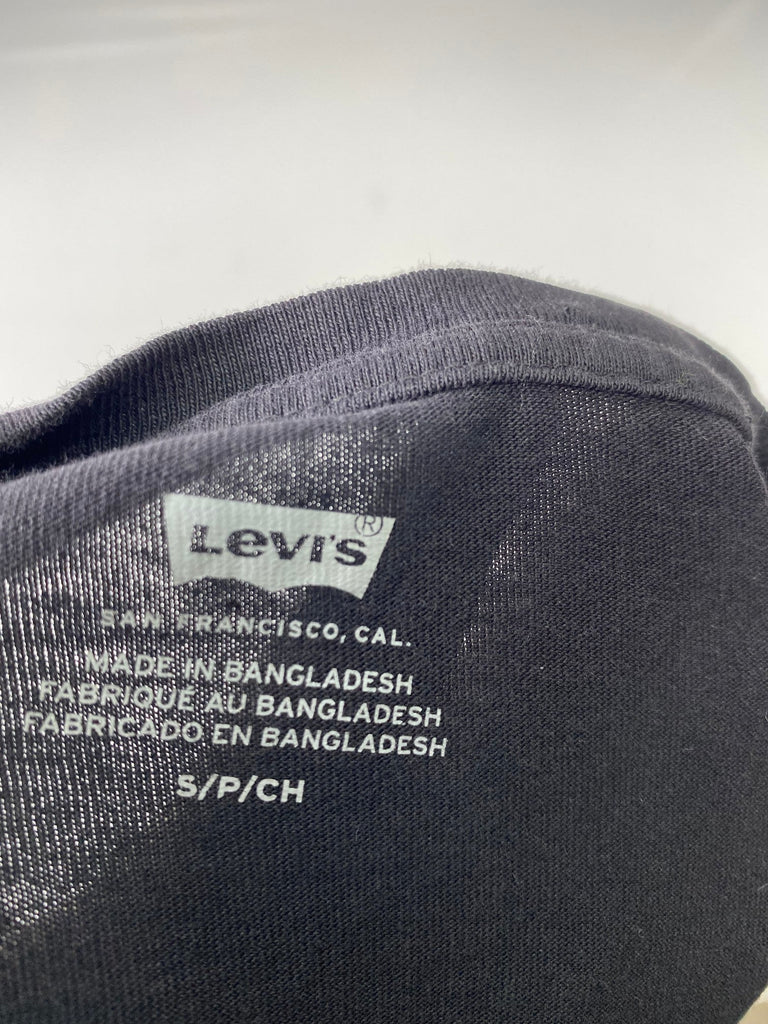 Levi's®
SAN FRANCISCO, CAL.
MADE IN BANGLADESH
FABRIQUÉ AU BANGLADESH
FABRICADO EN BANGLADESH
S/P/CH